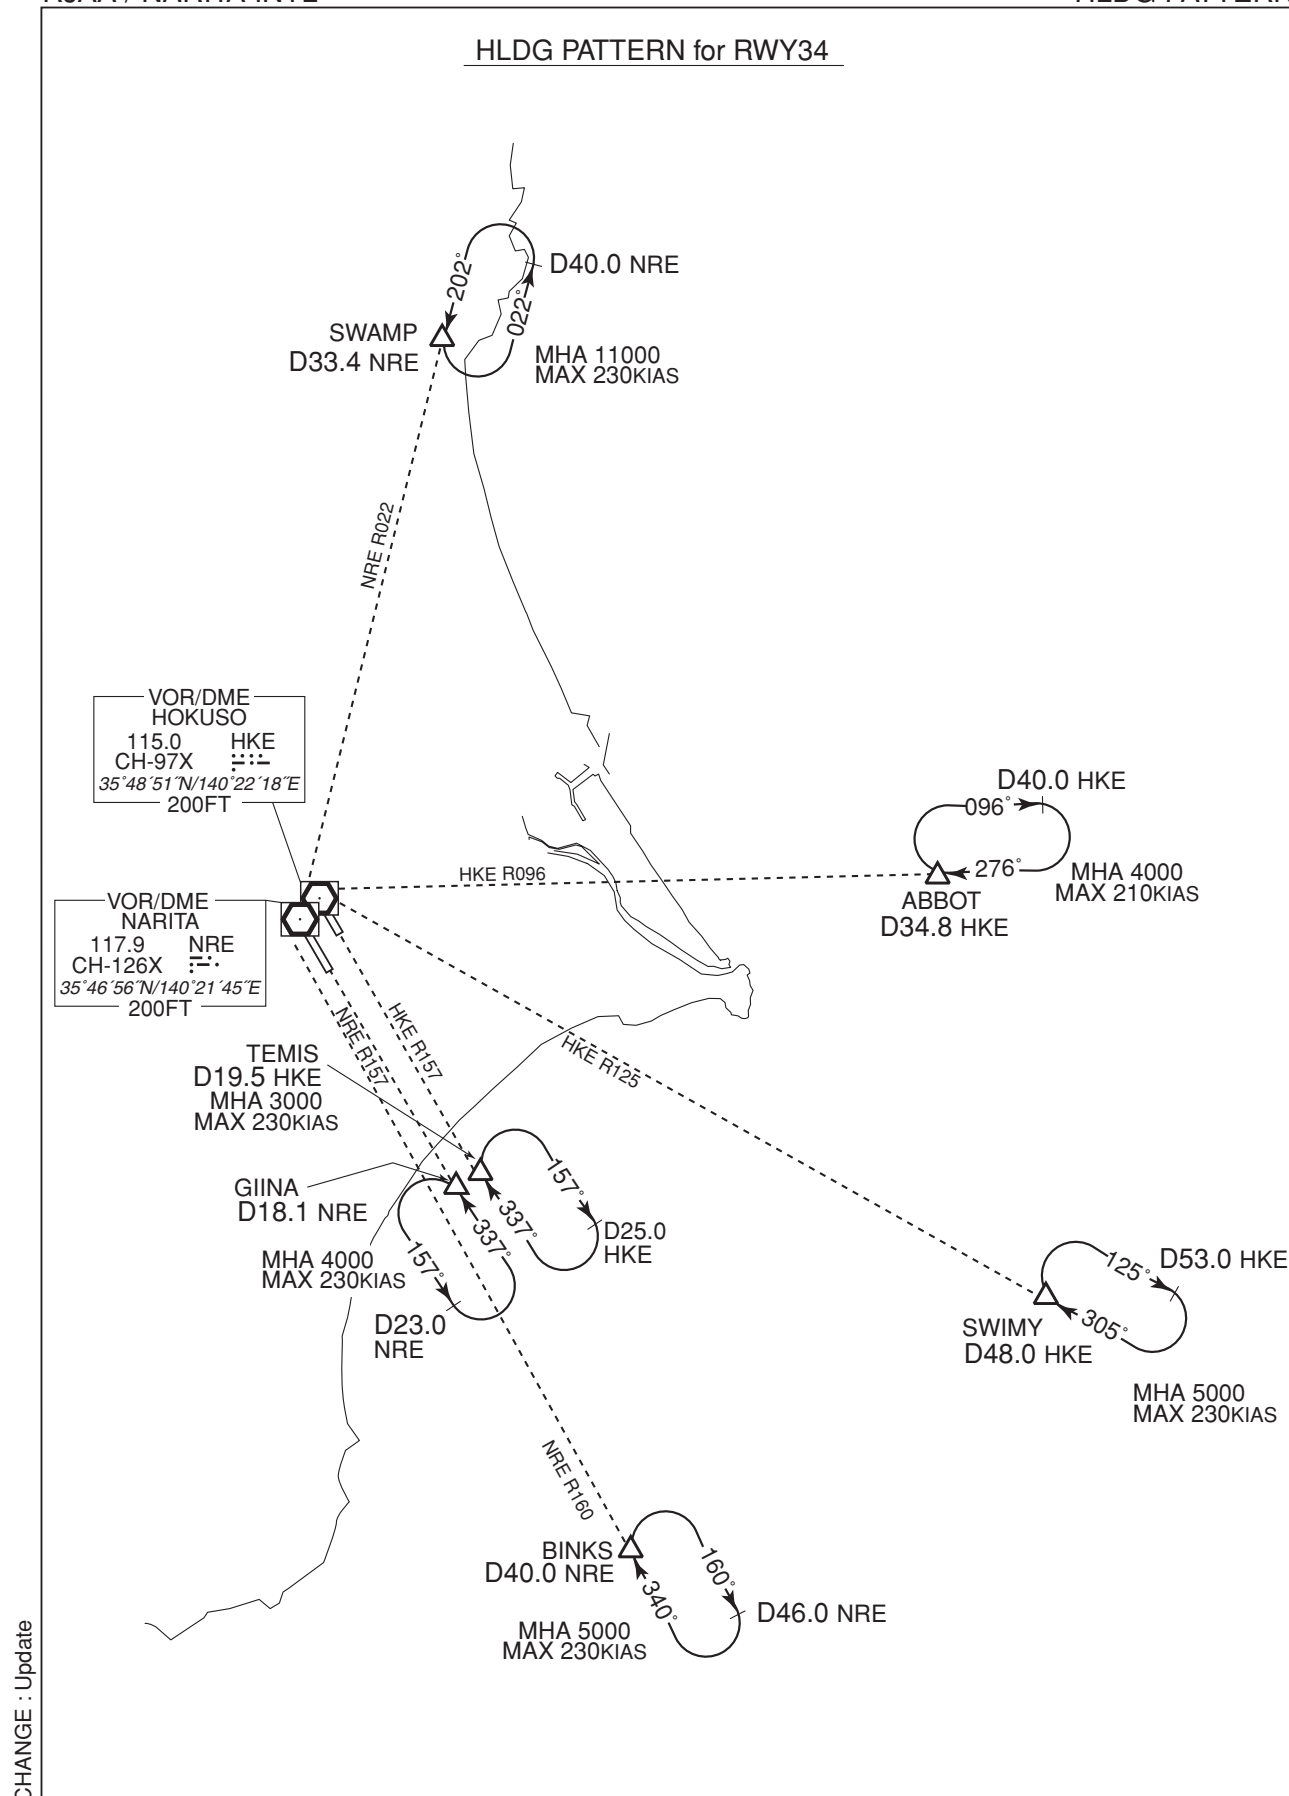 HLDG PATTERN for RWY34
D40.0 NRE
202°
022°
SWAMP
D33.4 NRE
MHA 11000
MAX 230KIAS
NRE R022
VOR/DME
HOKUSO
115.0 HKE
CH-97X
35°48´51˝N/140°22´18˝E
200FT
D40.0 HKE
096°
276°
HKE R096
MHA 4000
MAX 210KIAS
ABBOT
D34.8 HKE
VOR/DME
NARITA
117.9 NRE
CH-126X
35°46´56˝N/140°21´45˝E
200FT
NRE R157
HKE R157
HKE R125
TEMIS
D19.5 HKE
MHA 3000
MAX 230KIAS
157°
337°
D25.0
HKE
GIINA
D18.1 NRE
337°
157°
MHA 4000
MAX 230KIAS
D23.0
NRE
125°
D53.0 HKE
305°
SWIMY
D48.0 HKE
MHA 5000
MAX 230KIAS
NRE R160
BINKS
D40.0 NRE
160°
340°
D46.0 NRE
MHA 5000
MAX 230KIAS
CHANGE : Update